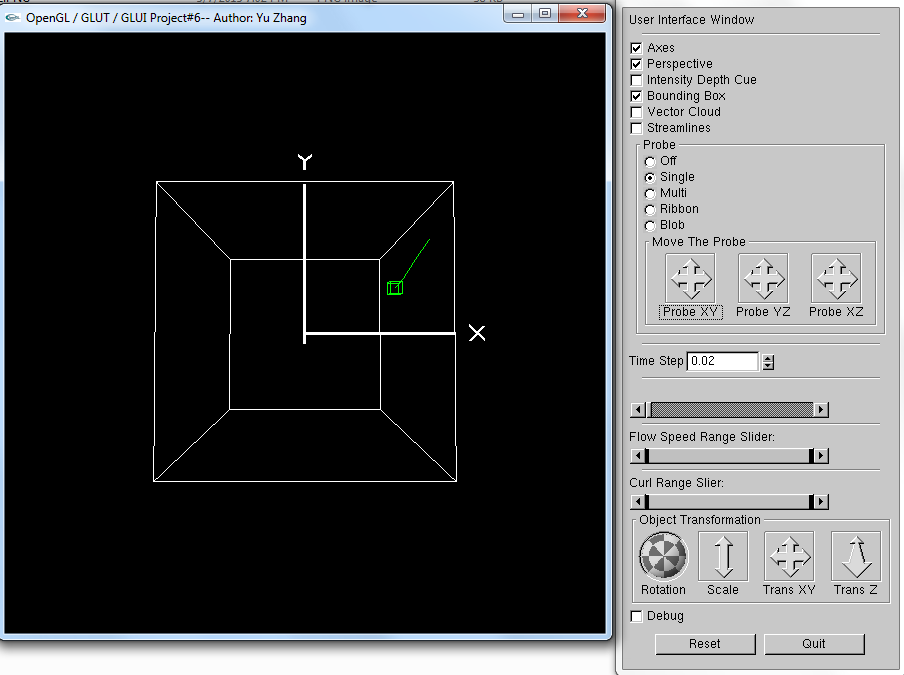 OpenGL / GLUT / GLUI Project#6-- Author: Yu Zhang
Y
X
User Interface Window
Axes
Perspective
Intensity Depth Cue
Bounding Box
Vector Cloud
Streamlines
Probe
Off
Single
Multi
Ribbon
Blob
Move The Probe
Probe XY Probe YZ Probe XZ
Time Step 0.02
Flow Speed Range Slider:
Curl Range Slier:
Object Transformation
Rotation Scale Trans XY Trans Z
Debug
Reset Quit